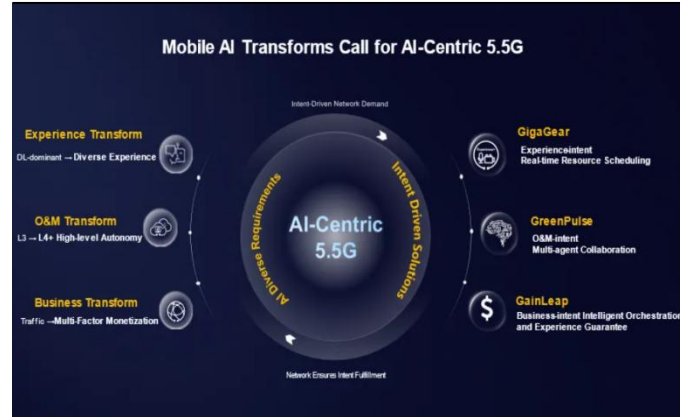 Mobile AI Transforms Call for AI-Centric 5.5G
Intent-Driven Network Demand
Experience Transform
DL-dominant → Diverse Experience
O&M Transform
L3 → L4+ High-level Autonomy
Business Transform
Traffic → Multi-Factor Monetization
AI Diverse Requirements
AI-Centric
5.5G
Intent Driven Solutions
GigaGear
Experience-intent
Real-time Resource Scheduling
GreenPulse
O&M-intent
Multi-agent Collaboration
GainLeap
Business-intent Intelligent Orchestration
and Experience Guarantee
$
Network Ensures Intent Fulfillment